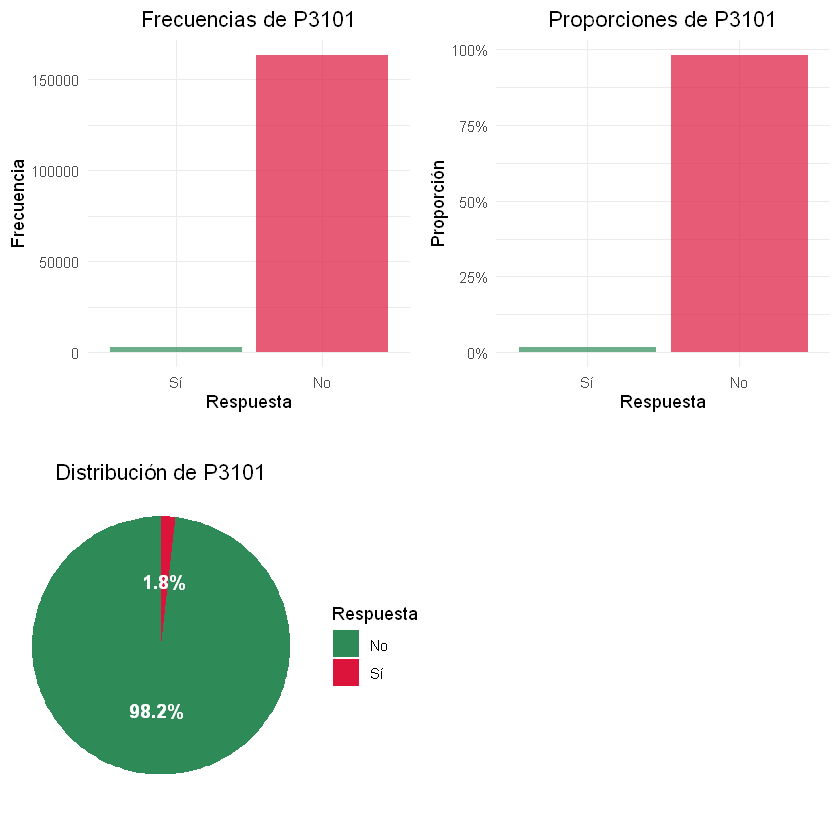 Frecuencias de P3101
Frecuencia
150000
100000
50000
0
Sí
No
Respuesta
Proporciones de P3101
Proporción
100%
75%
50%
25%
0%
Sí
No
Respuesta
Distribución de P3101
1.8%
98.2%
Respuesta
No
Sí